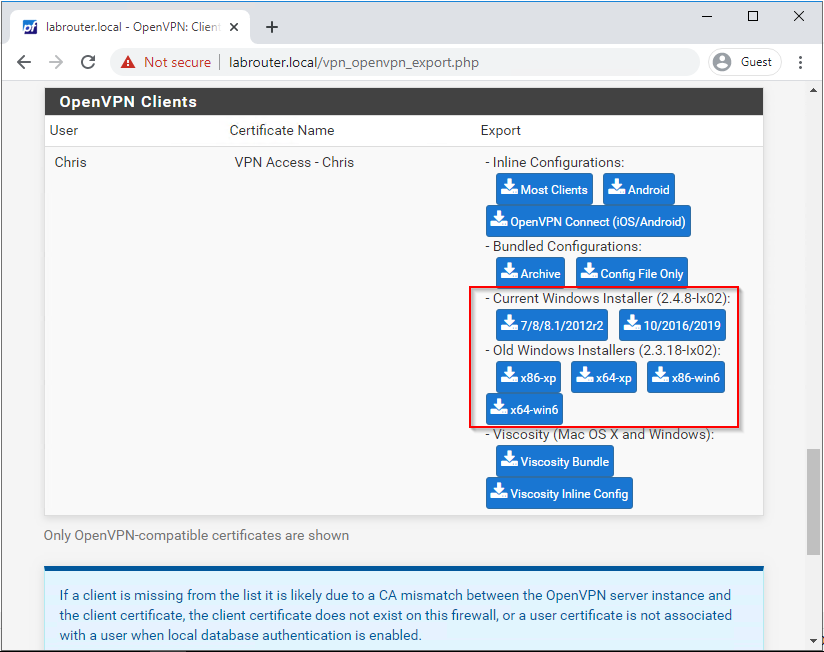 labrouter.local - OpenVPN: Client
Not secure | labrouter.local/vpn_openvpn_export.php
Guest
OpenVPN Clients
User Certificate Name Export
Chris VPN Access - Chris - Inline Configurations:
Most Clients Android
OpenVPN Connect (iOS/Android)
- Bundled Configurations:
Archive Config File Only
- Current Windows Installer (2.4.8-Ix02):
7/8/8.1/2012r2 10/2016/2019
- Old Windows Installers (2.3.18-Ix02):
x86-xp x64-xp x86-win6
x64-win6
- Viscosity (Mac OS X and Windows):
Viscosity Bundle
Viscosity Inline Config
Only OpenVPN-compatible certificates are shown
If a client is missing from the list it is likely due to a CA mismatch between the OpenVPN server instance and
the client certificate, the client certificate does not exist on this firewall, or a user certificate is not associated
with a user when local database authentication is enabled.